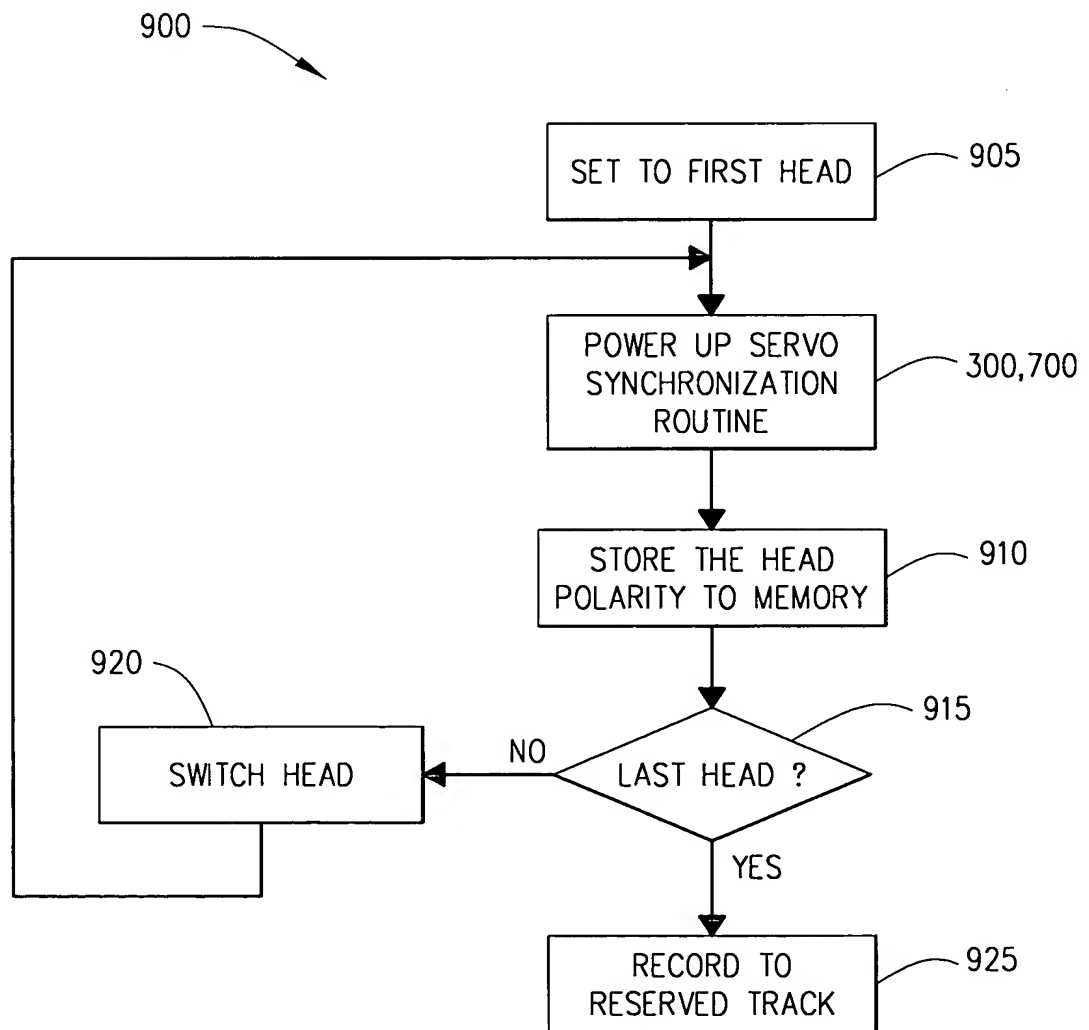 900
SET TO FIRST HEAD
905
POWER UP SERVO
SYNCHRONIZATION
ROUTINE
300,700
STORE THE HEAD
POLARITY TO MEMORY
910
920
SWITCH HEAD
NO
LAST HEAD ?
915
YES
RECORD TO
RESERVED TRACK
925